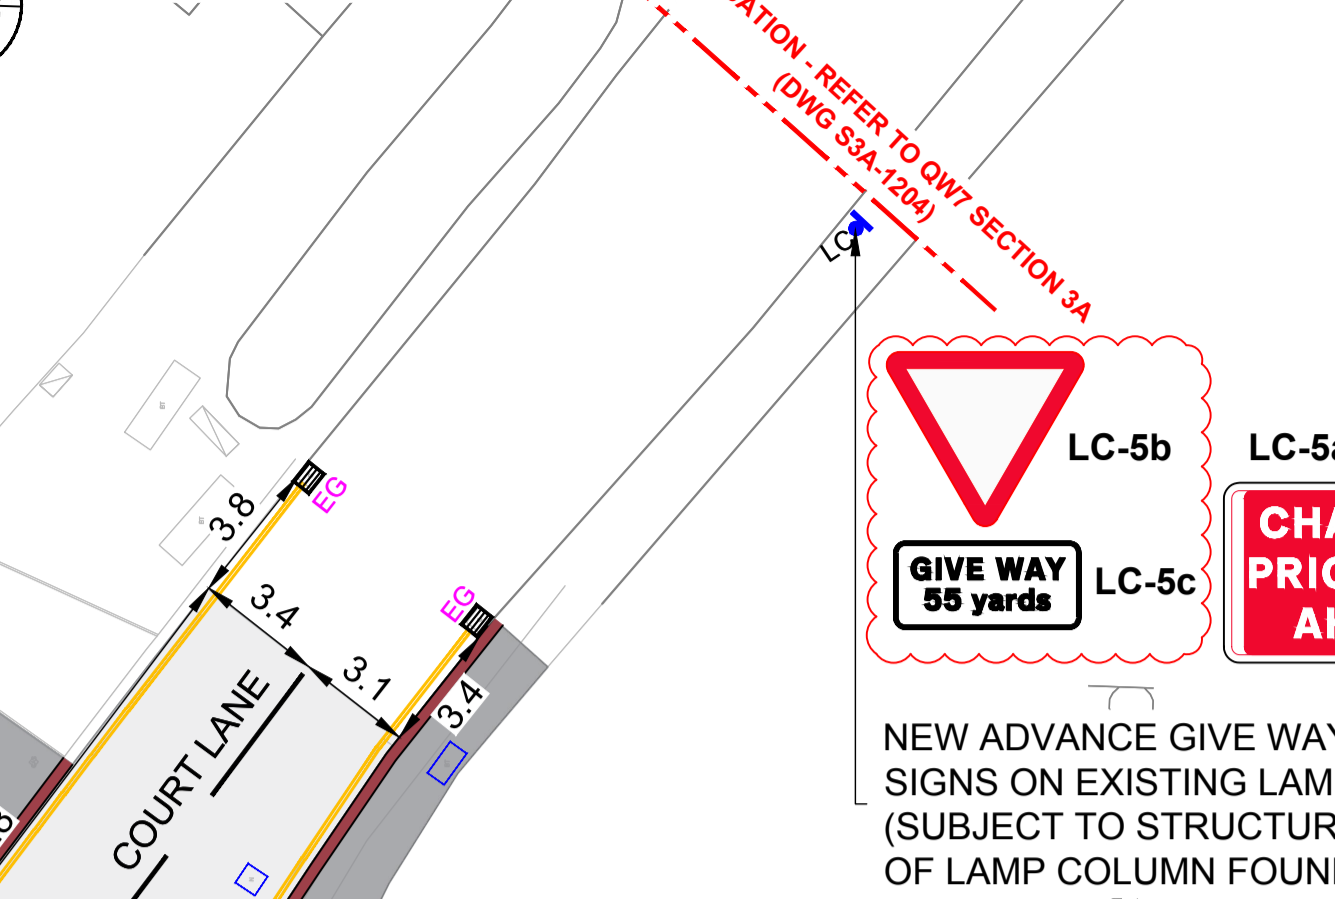 ATION - REFER TO QW7 SECTION 3A
(DWG S3A-1204)
LC
LC-5b
LC-5a
GIVE WAY
55 yards
LC-5c
CHA
PRIO
AH
EG
3.8
3.4
EG
3.1
3.4
COURT LANE
NEW ADVANCE GIVE WAY
SIGNS ON EXISTING LAM
(SUBJECT TO STRUCTUR
OF LAMP COLUMN FOUN